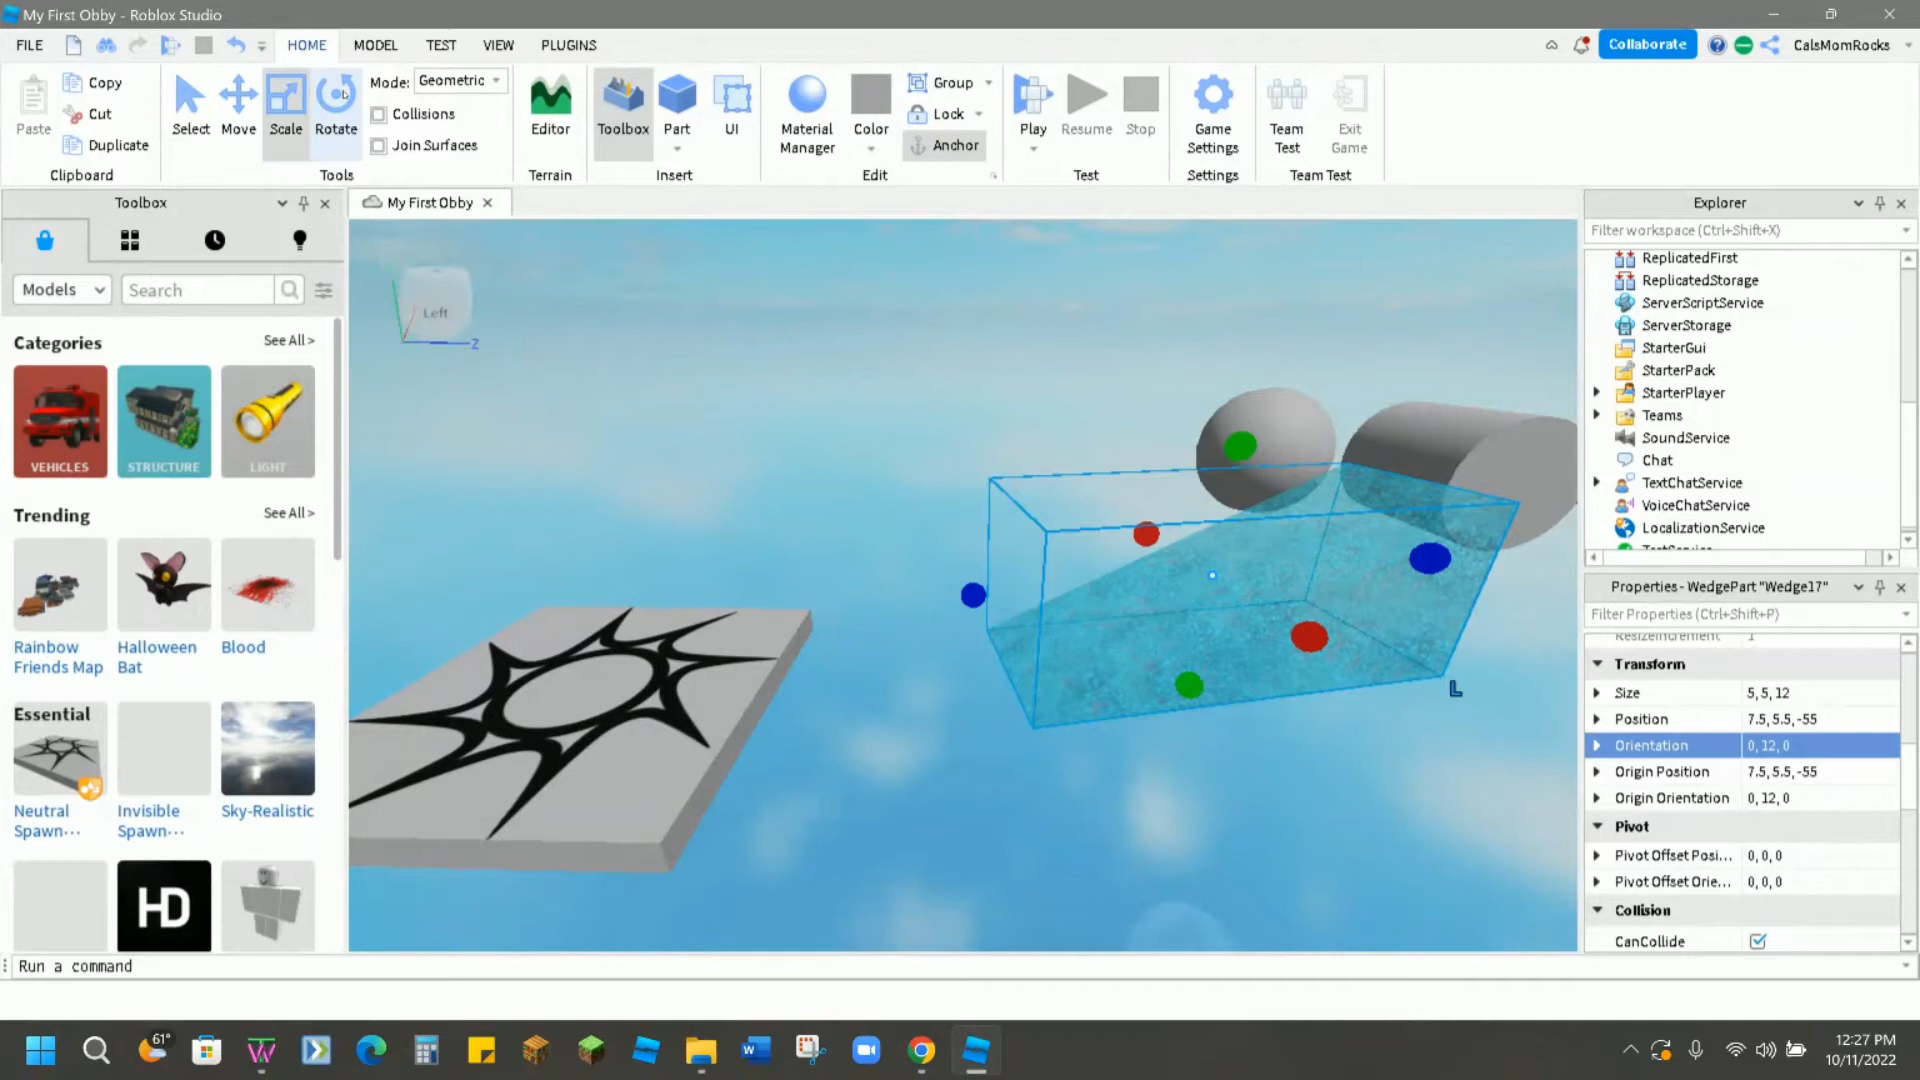 My First Obby - Roblox Studio
FILE HOME MODEL TEST VIEW PLUGINS Collaborate CalsMomRocks
Paste Copy Cut Duplicate
Clipboard
Select Move Scale Rotate
Mode: Geometric
Collisions
Join Surfaces
Tools
Editor
Terrain
Toolbox Part UI
Insert
Material Manager Color Group Lock Anchor
Edit
Play Resume Stop
Test
Game Settings
Settings
Team Test Exit Game
Team Test
Toolbox
Models Search
Categories See All >
VEHICLES STRUCTURE LIGHT
Trending See All >
Rainbow Friends Map
Halloween Bat
Blood
Essential
Neutral Spawn...
Invisible Spawn...
Sky-Realistic
HD
My First Obby
Left
Z
L
Explorer
Filter workspace (Ctrl+Shift+X)
ReplicatedFirst
ReplicatedStorage
ServerScriptService
ServerStorage
StarterGui
StarterPack
StarterPlayer
Teams
SoundService
Chat
TextChatService
VoiceChatService
LocalizationService
Properties - WedgePart "Wedge17"
Filter Properties (Ctrl+Shift+P)
Transform
Size 5, 5, 12
Position 7.5, 5.5, -55
Orientation 0, 12, 0
Origin Position 7.5, 5.5, -55
Origin Orientation 0, 12, 0
Pivot
Pivot Offset Posi... 0, 0, 0
Pivot Offset Orie... 0, 0, 0
Collision
CanCollide
Run a command
61°
12:27 PM
10/11/2022